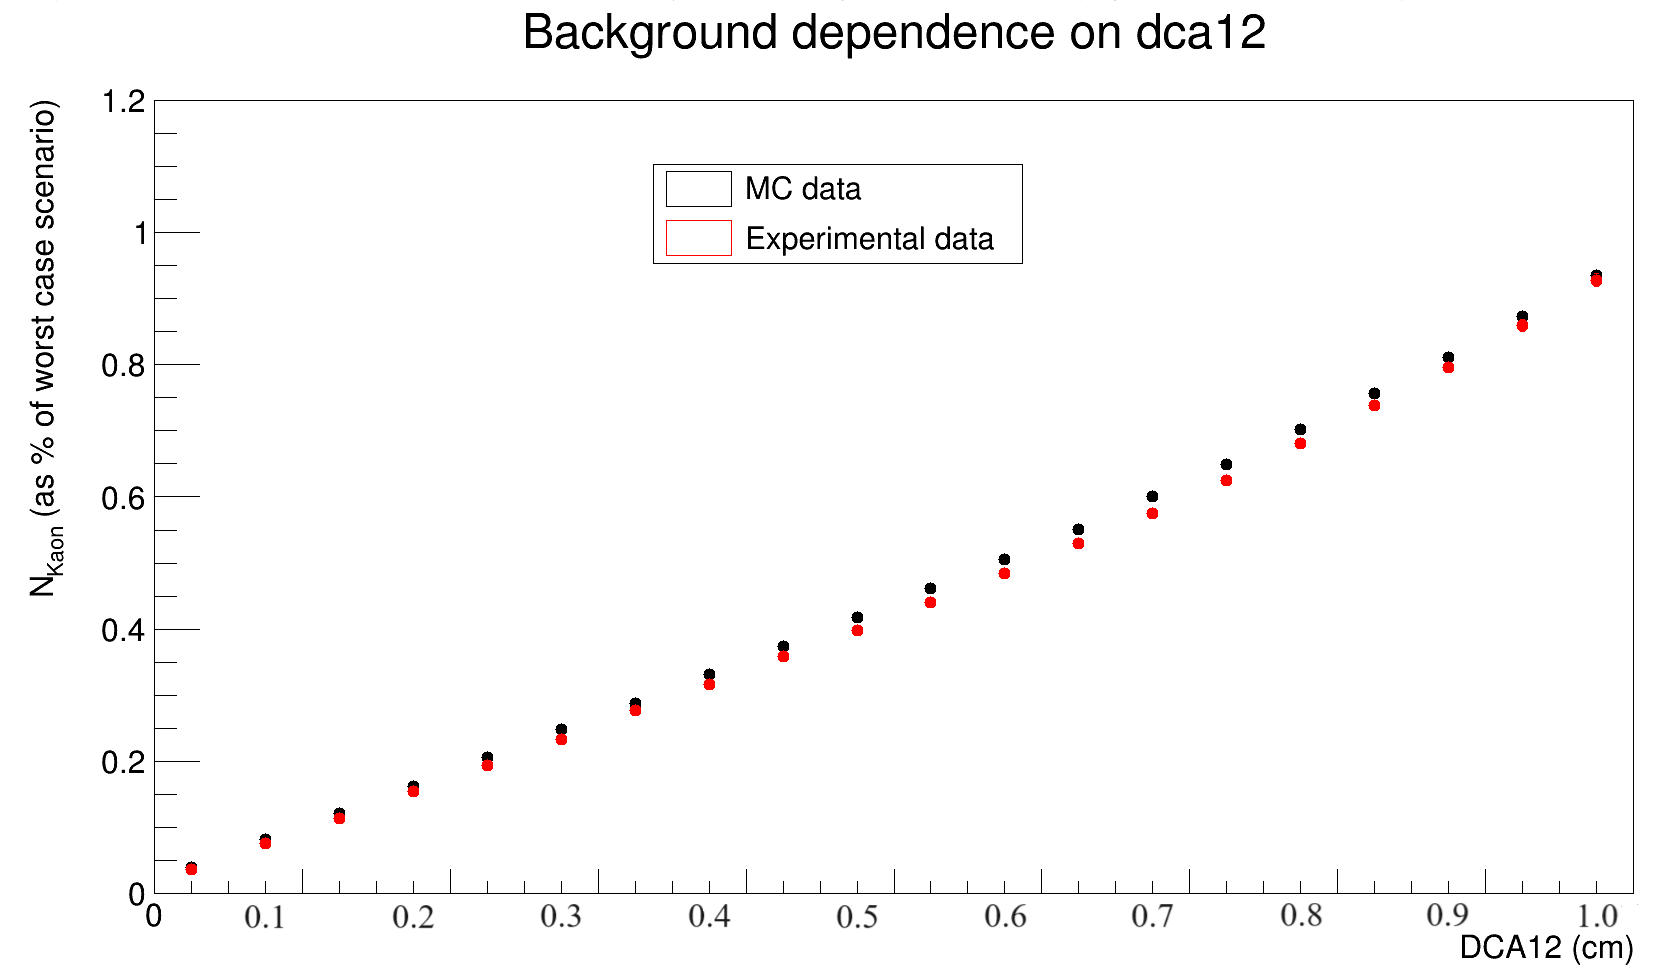 Background dependence on dca12
N_Kaon (as % of worst case scenario)
1.2
1
0.8
0.6
0.4
0.2
0
MC data
Experimental data
0 0.1 0.2 0.3 0.4 0.5 0.6 0.7 0.8 0.9 1.0
DCA12 (cm)